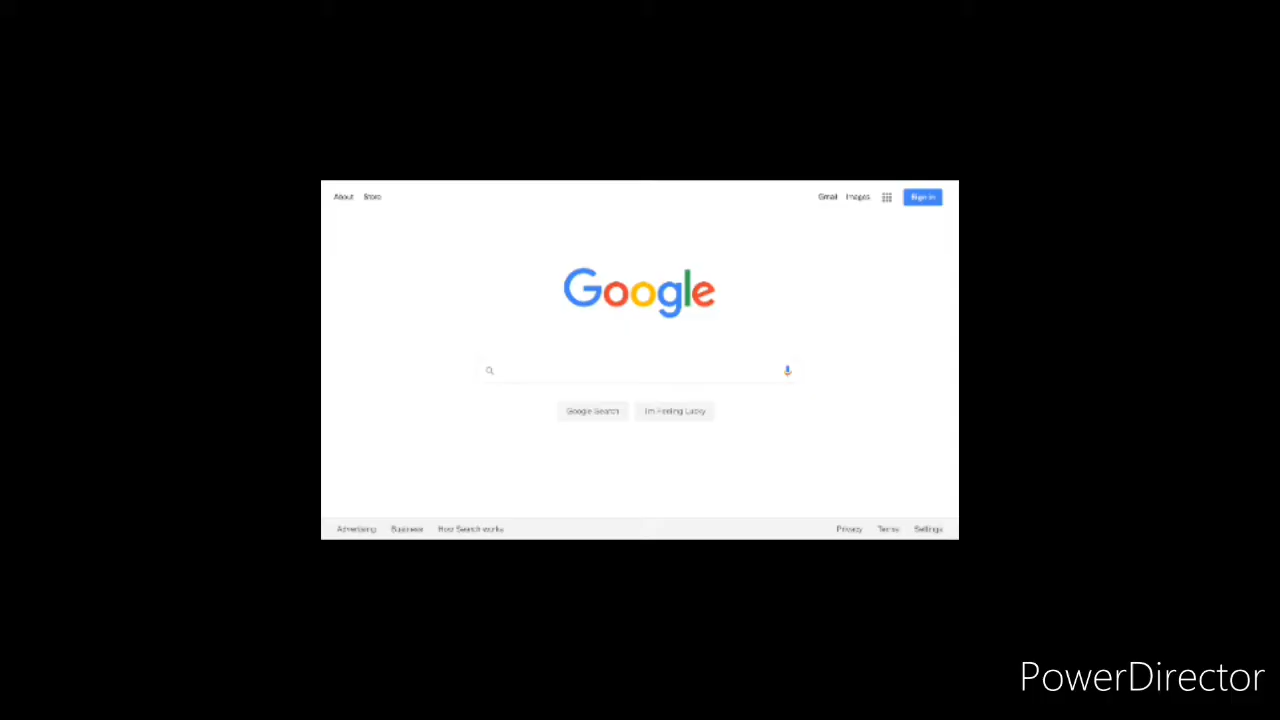 About Store Gmail Images Sign in
Google
Google Search I'm Feeling Lucky
Advertising Business How Search works Privacy Terms Settings
PowerDirector